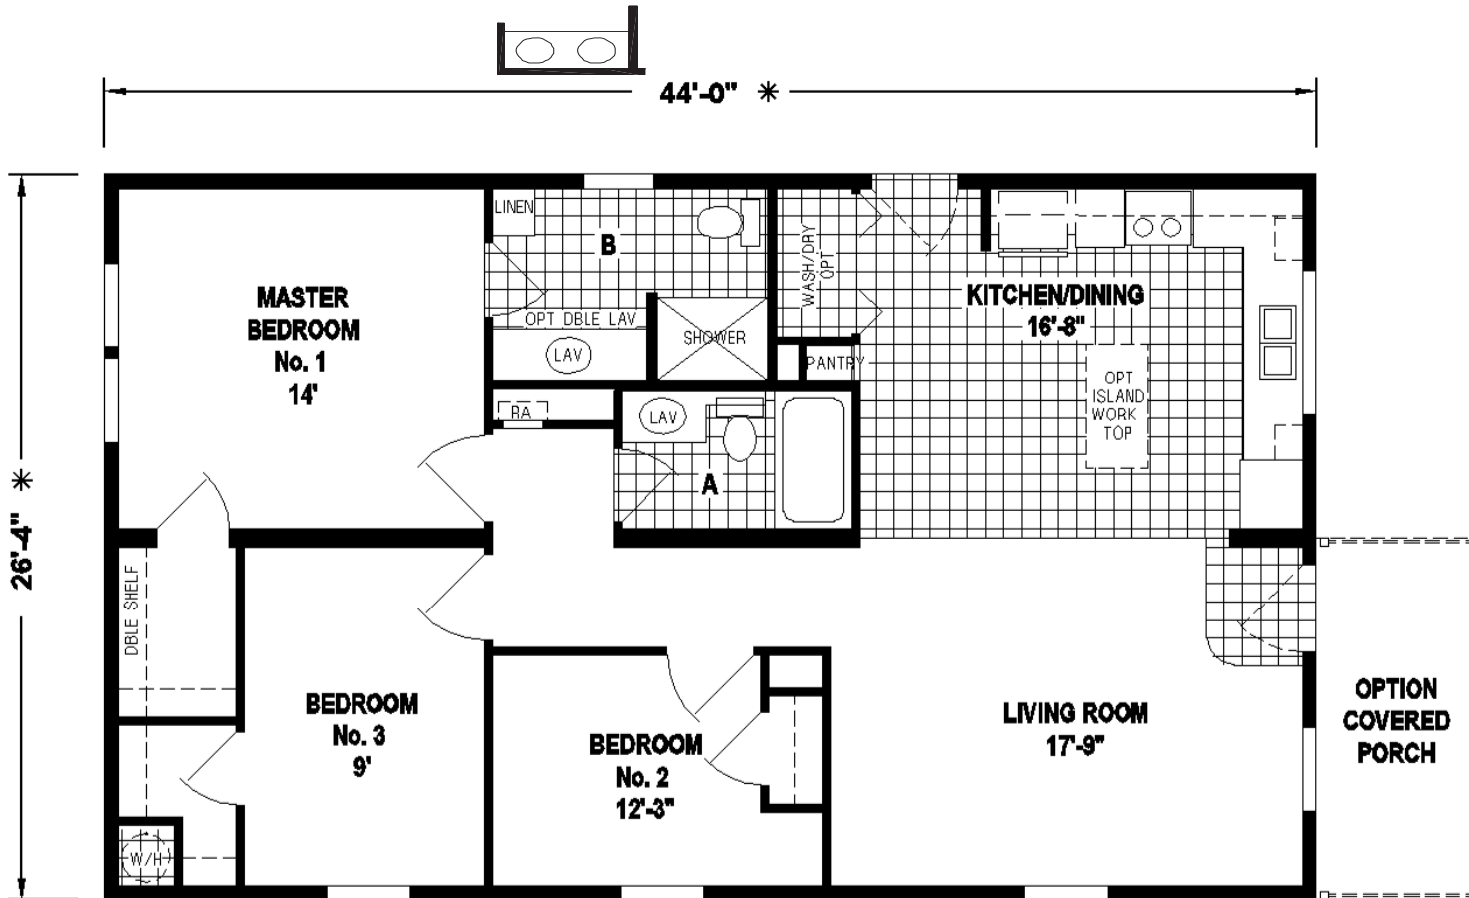 44'-0" ✳
26'-4" ✳
LINEN
B
WASH/DRY
OPT
MASTER
BEDROOM
No. 1
14'
KITCHEN/DINING
16'-8"
OPT DBLE LAV
LAV
SHOWER
PANTRY
OPT
ISLAND
WORK
TOP
RA
LAV
A
DBLE SHELF
BEDROOM
No. 3
9'
BEDROOM
No. 2
12'-3"
LIVING ROOM
17'-9"
OPTION
COVERED
PORCH
W/H